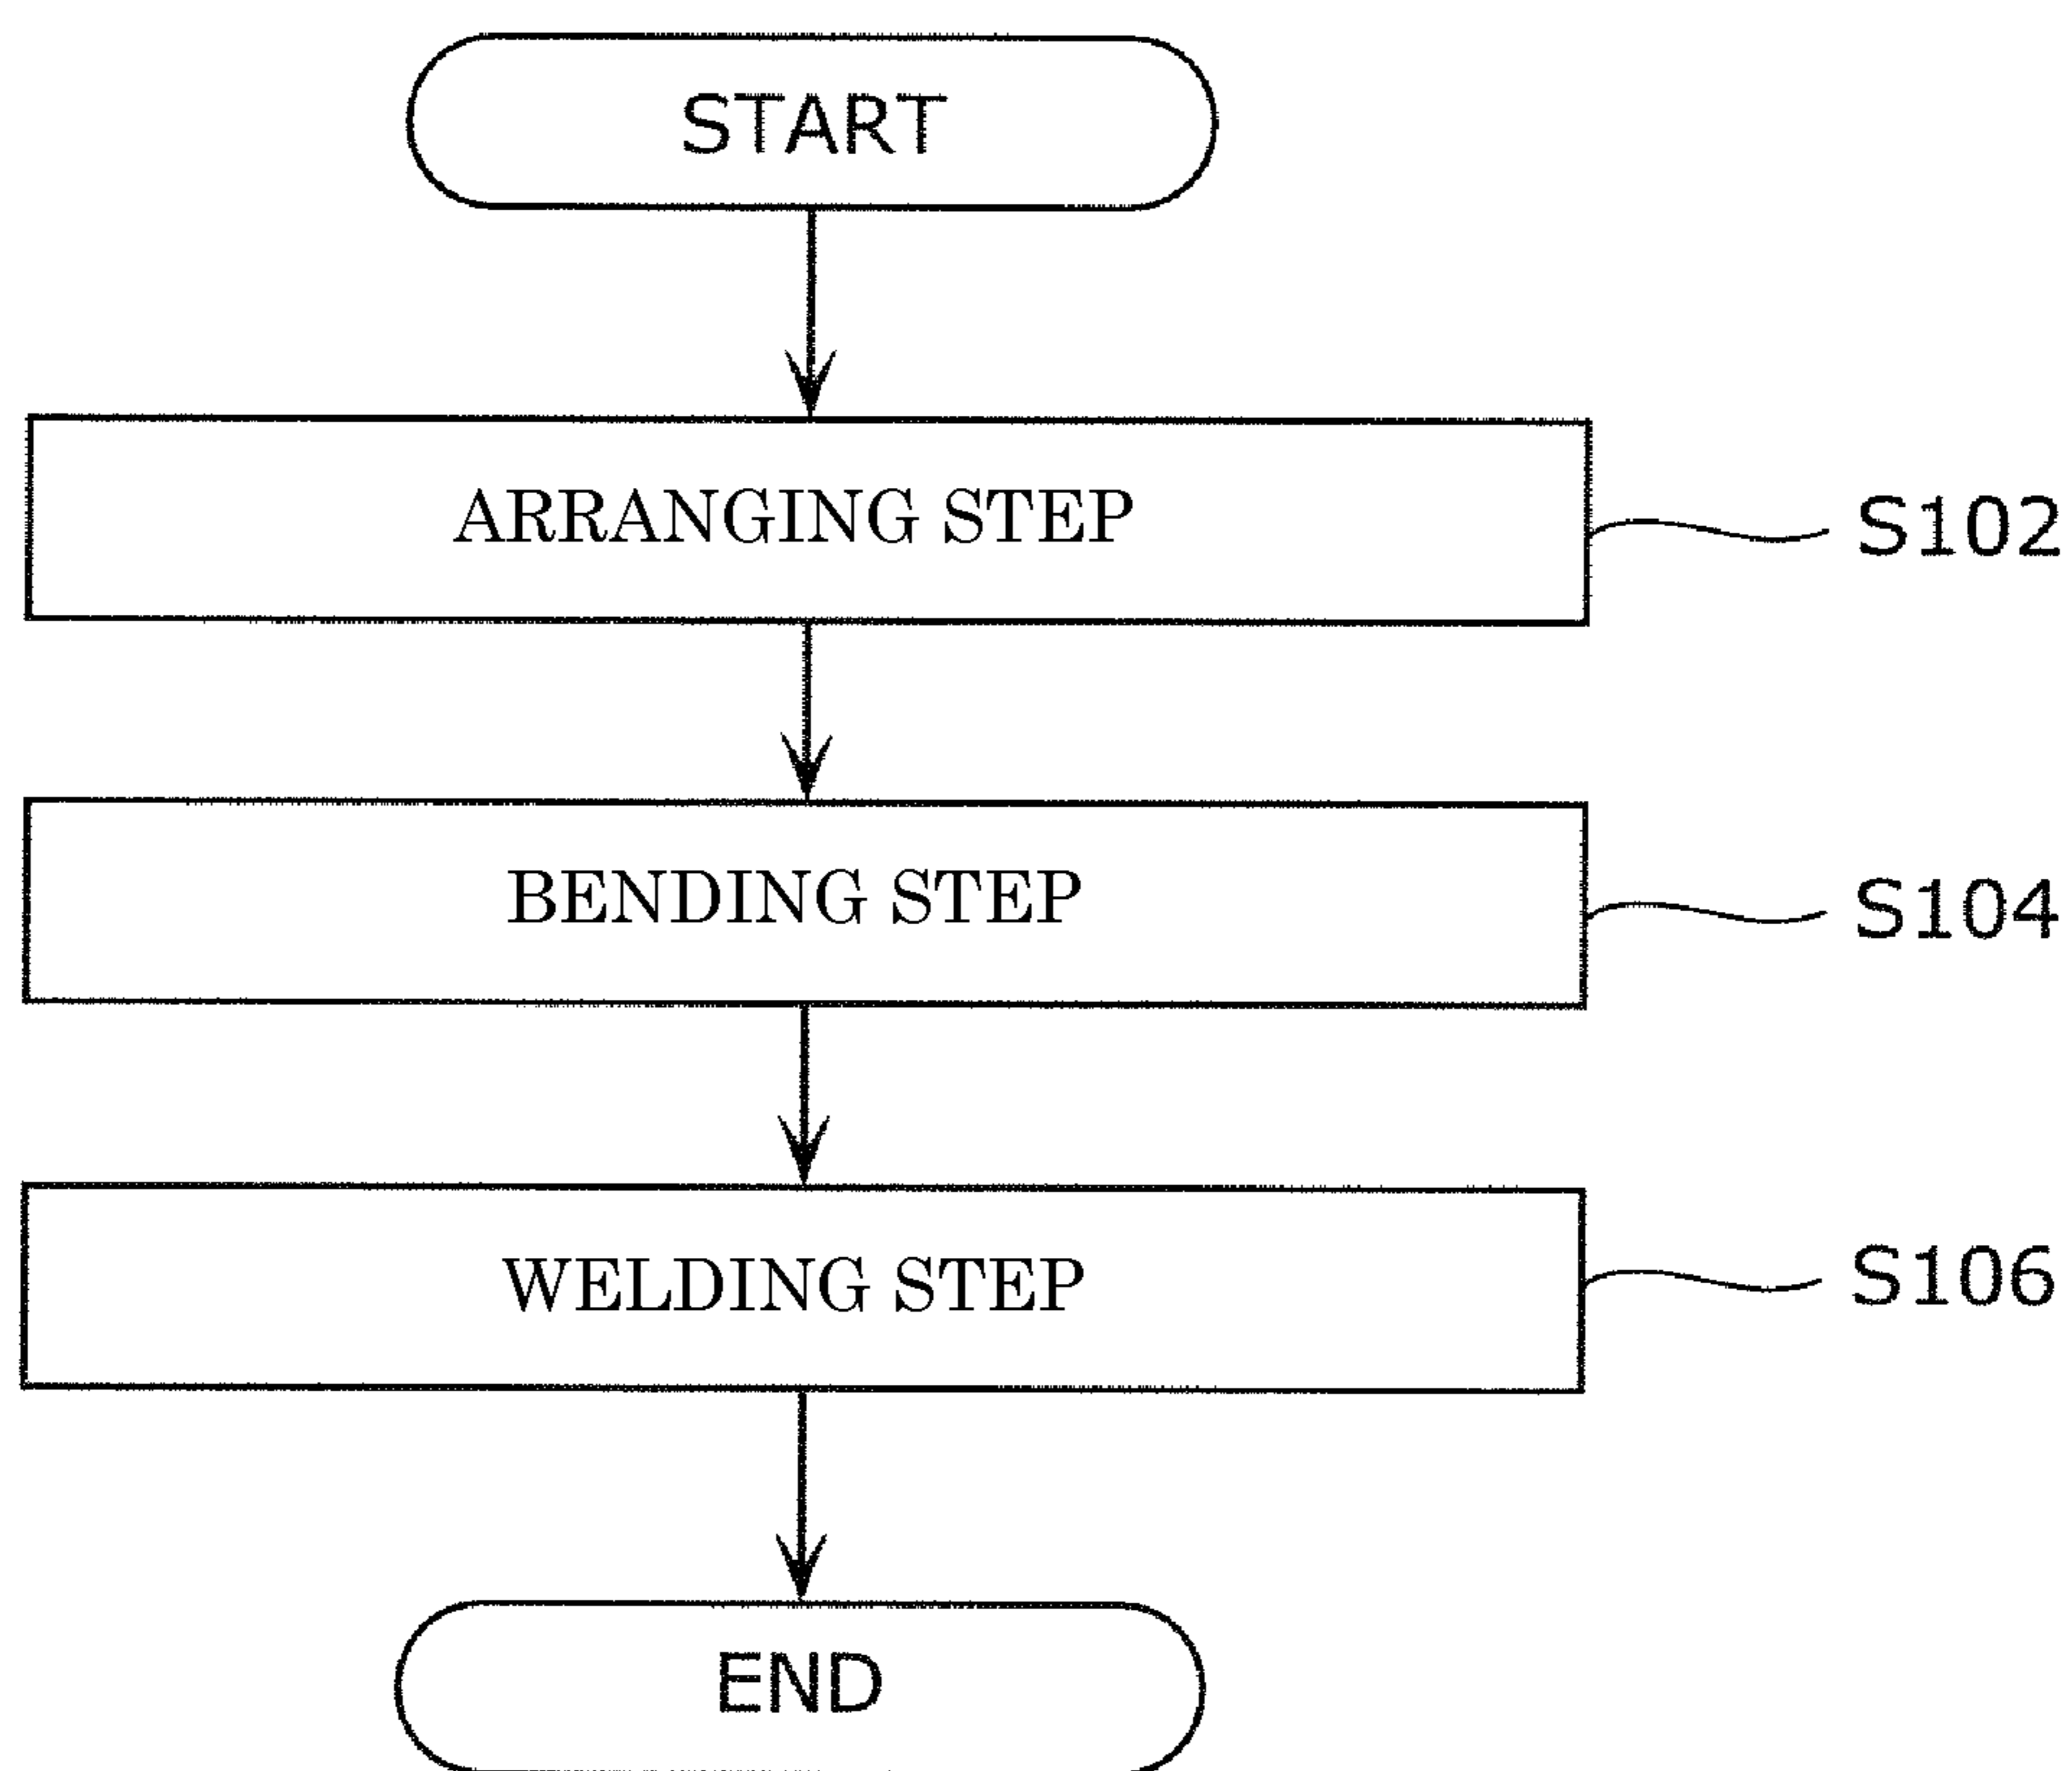 START
ARRANGING STEP
S102
BENDING STEP
S104
WELDING STEP
S106
END